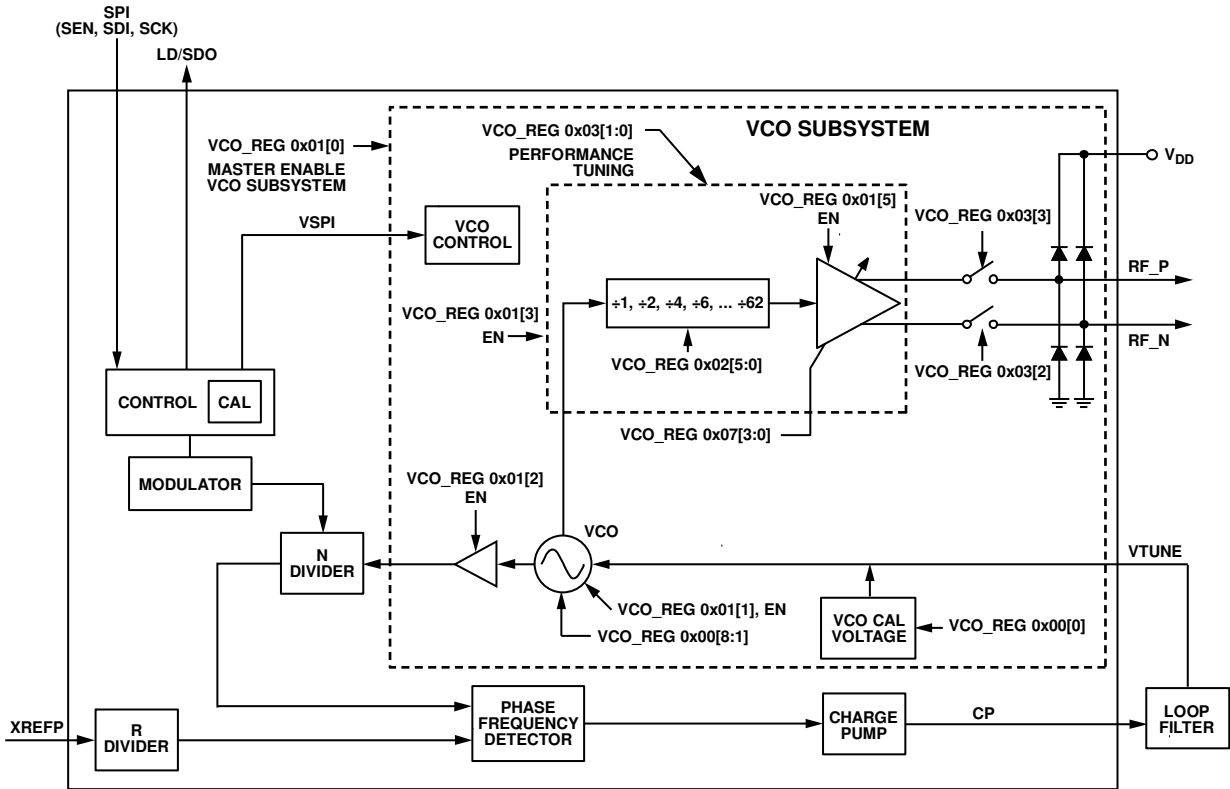 SPI
(SEN, SDI, SCK)
LD/SDO
VCO_REG 0x01[0]
MASTER ENABLE
VCO SUBSYSTEM
VCO_REG 0x03[1:0]
PERFORMANCE
TUNING
VCO SUBSYSTEM
VDD
VSPI
VCO
CONTROL
VCO_REG 0x01[5]
EN
VCO_REG 0x03[3]
RF_P
VCO_REG 0x01[3]
EN
÷1, ÷2, ÷4, ÷6, ... ÷62
VCO_REG 0x02[5:0]
RF_N
VCO_REG 0x03[2]
CONTROL
CAL
VCO_REG 0x07[3:0]
MODULATOR
VCO_REG 0x01[2]
EN
VCO
N
DIVIDER
VTUNE
VCO_REG 0x01[1], EN
VCO_REG 0x00[8:1]
VCO CAL
VOLTAGE
VCO_REG 0x00[0]
XREFP
R
DIVIDER
PHASE
FREQUENCY
DETECTOR
CHARGE
PUMP
CP
LOOP
FILTER